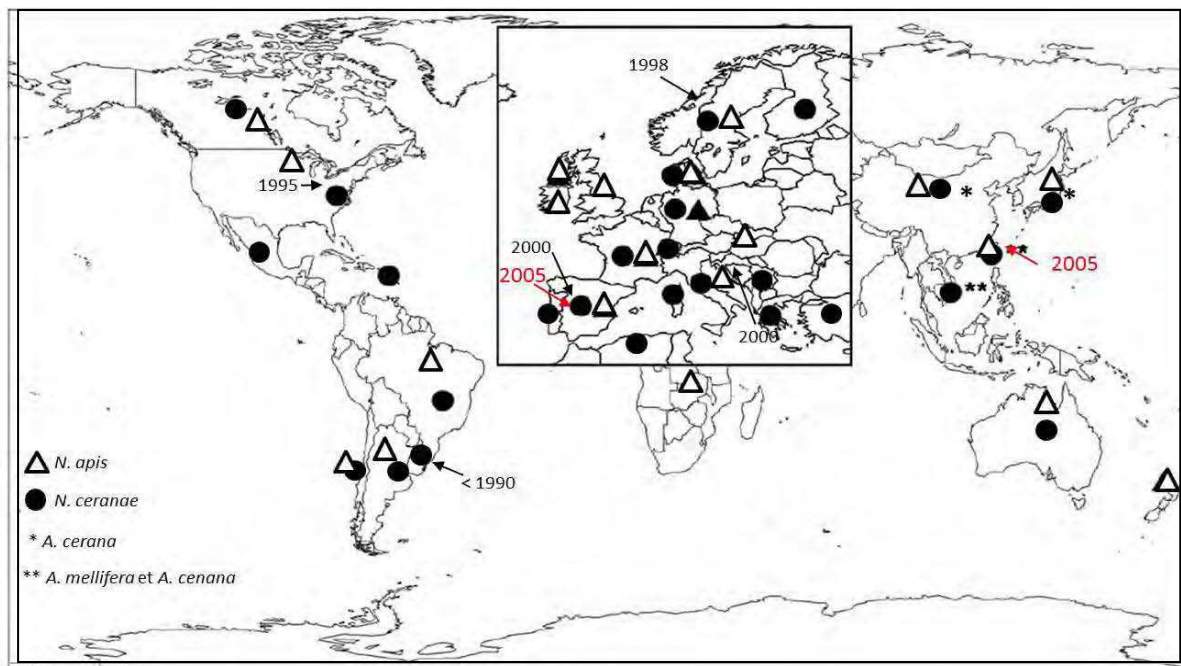 1998
1995
*
*
2000
2005
**
2005
**
2000
< 1990
N. apis
N. ceranae
* A. cerana
** A. mellifera et A. cenana